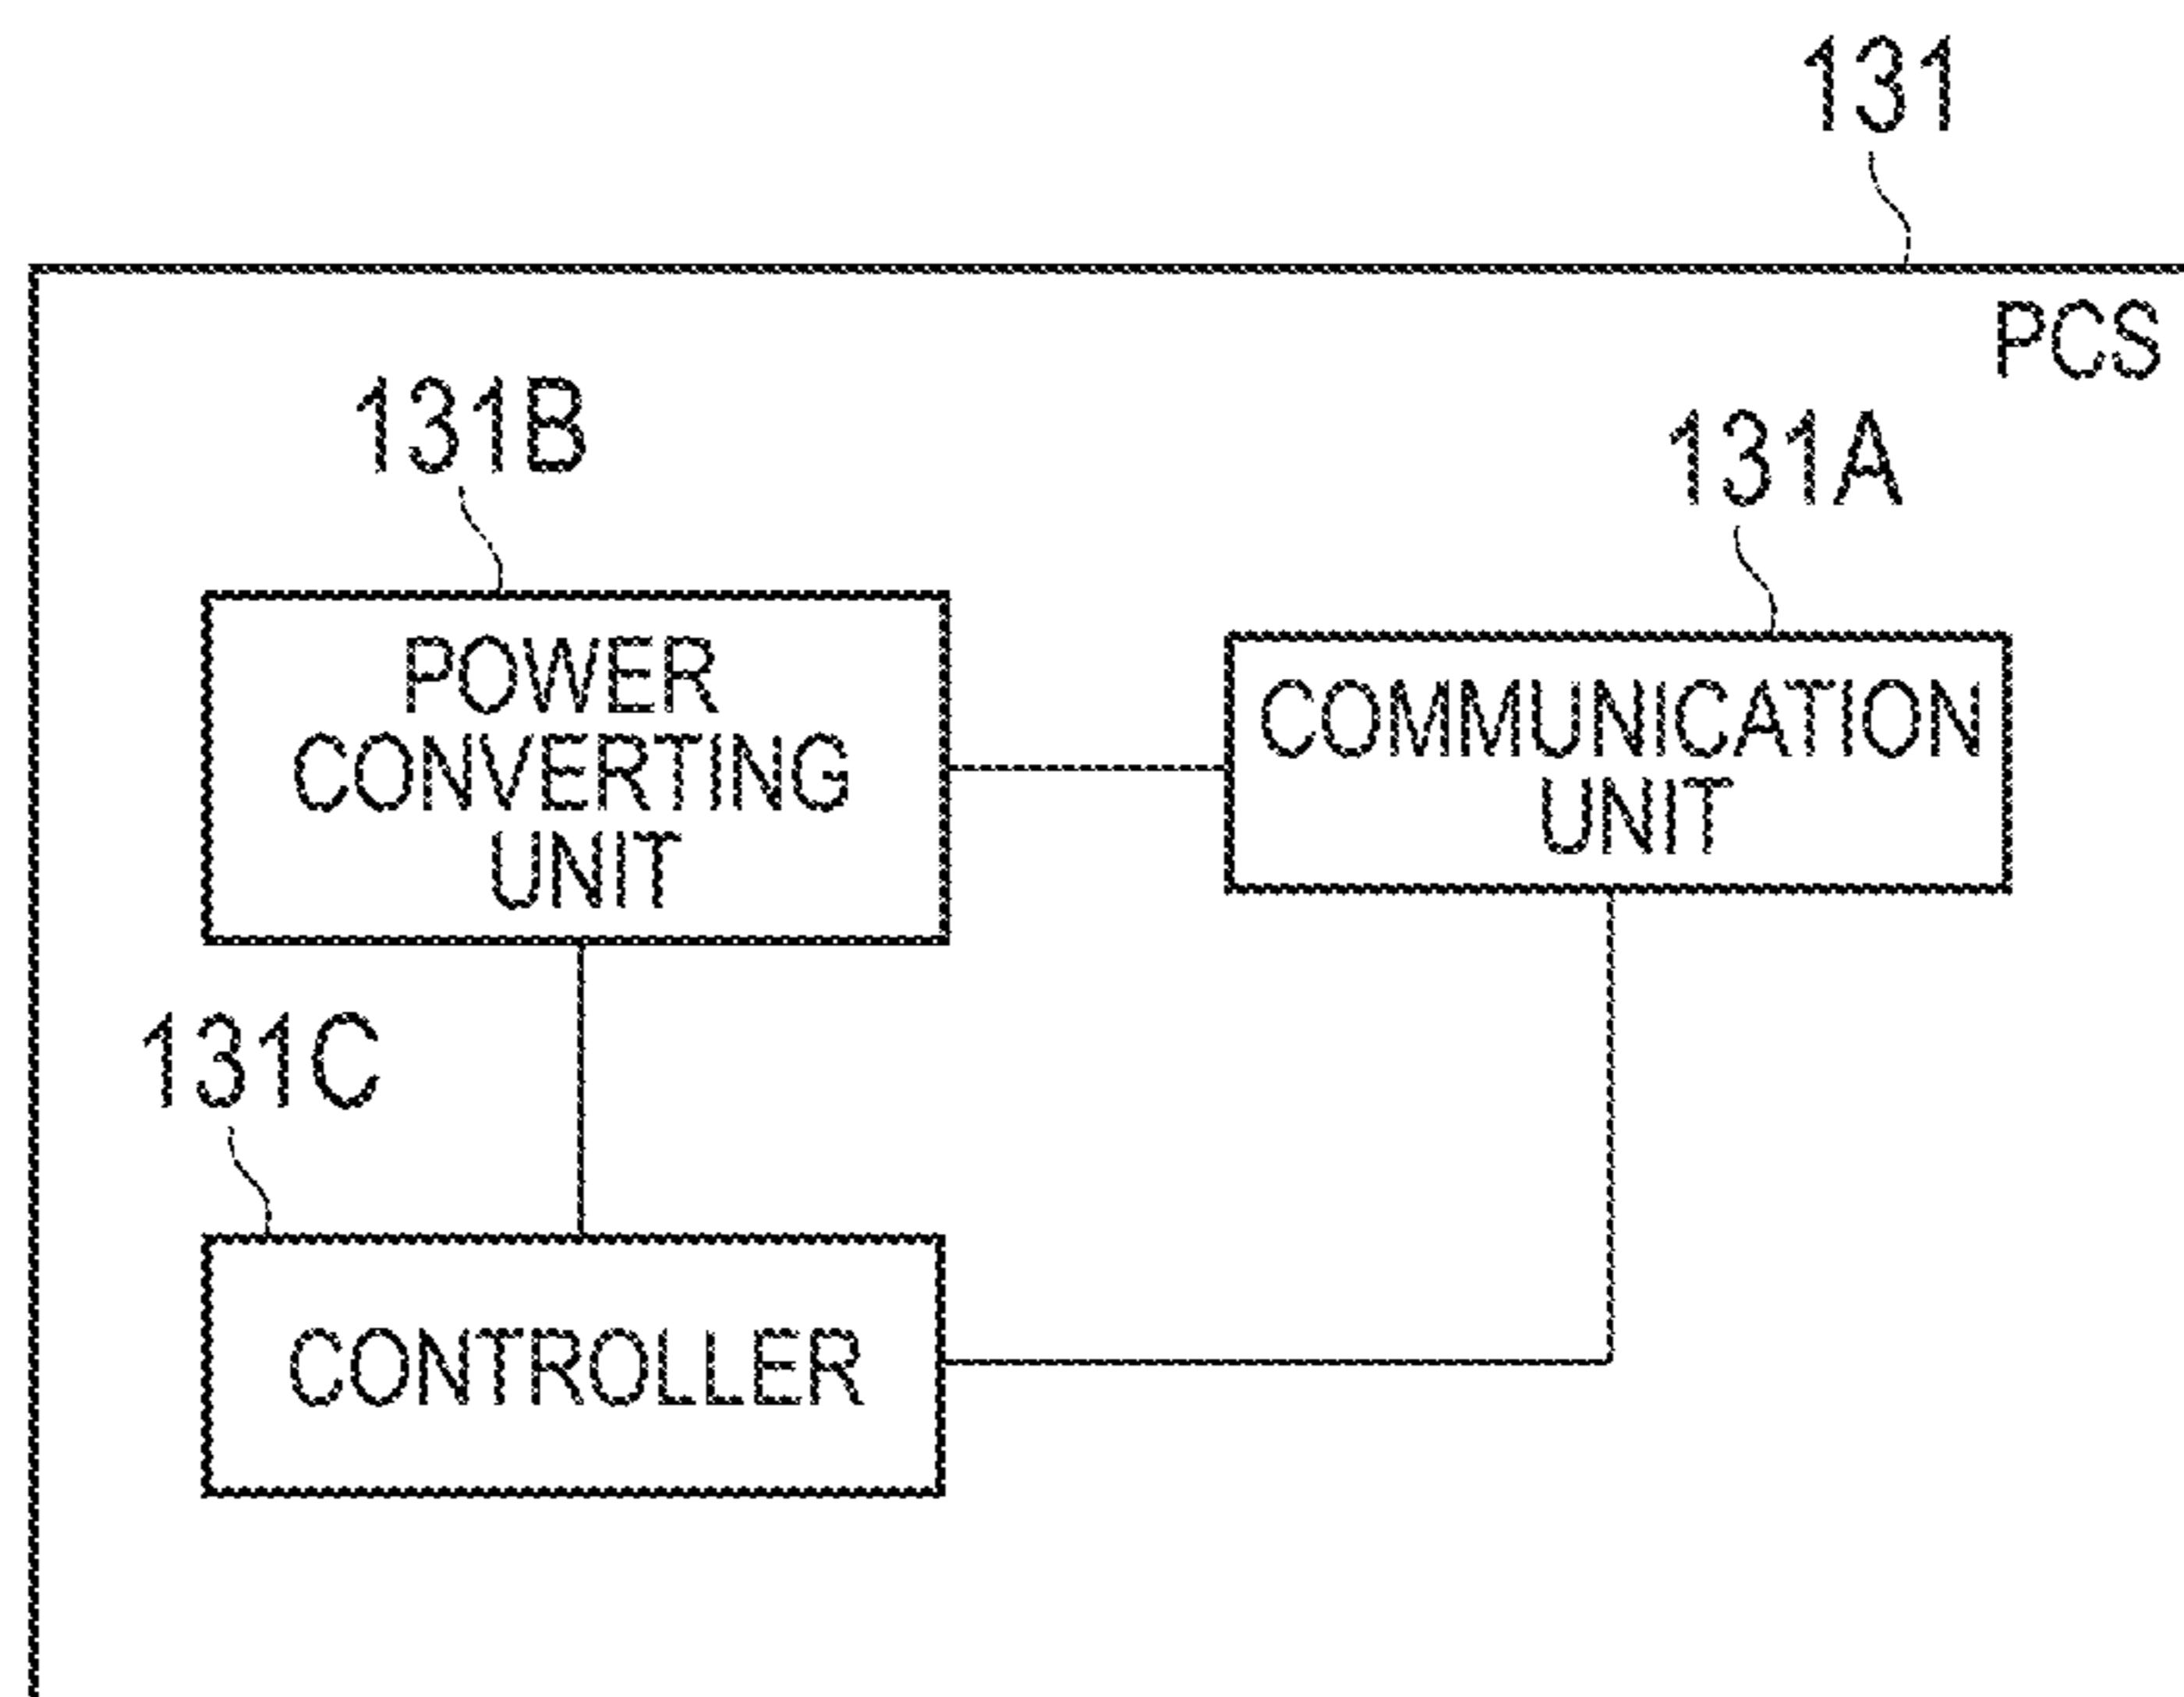 131
PCS
131B
131A
POWER
CONVERTING
UNIT
COMMUNICATION
UNIT
131C
CONTROLLER